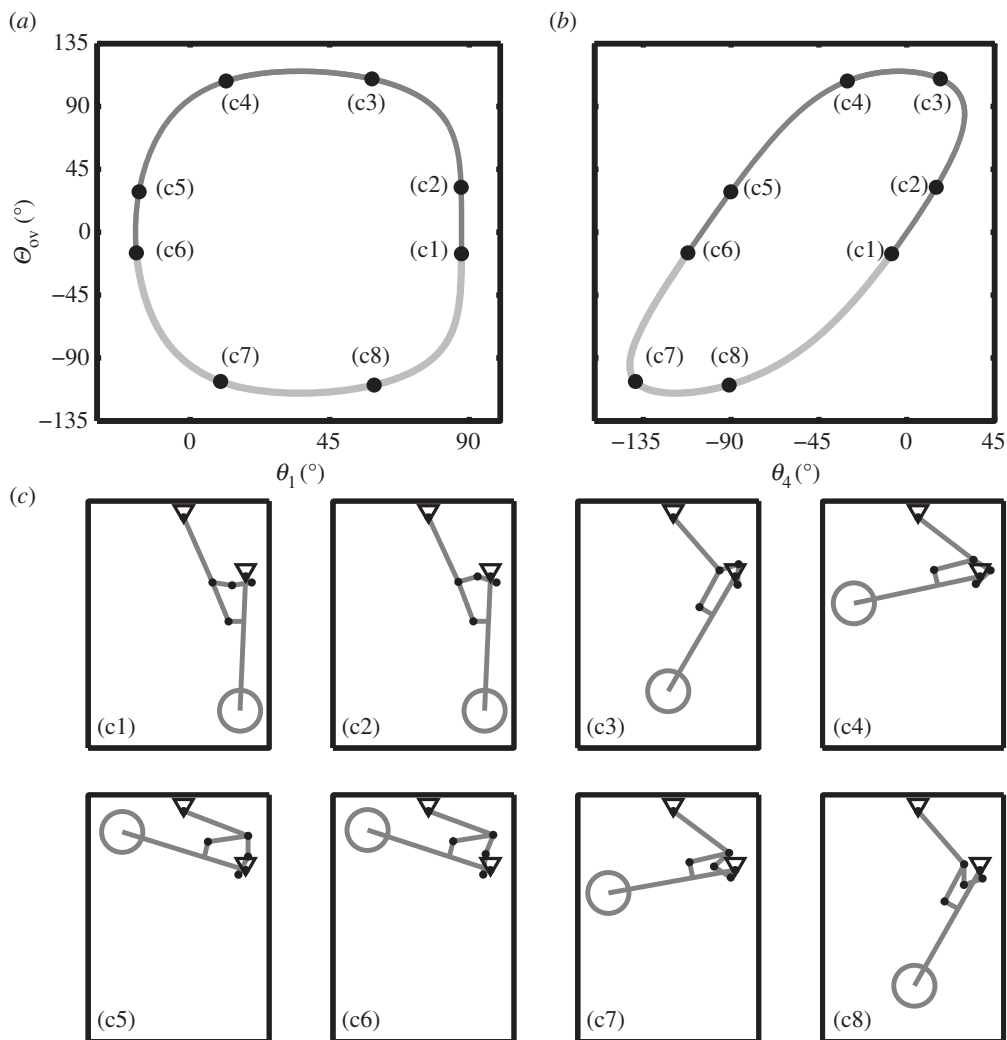 (a)
(b)
135
90
45
0
−45
−90
−135
Θov (°)
(c4)
(c3)
(c5)
(c2)
(c6)
(c1)
(c7)
(c8)
0
45
90
θ1 (°)
(c4)
(c3)
(c5)
(c2)
(c6)
(c1)
(c7)
(c8)
−135
−90
−45
0
45
θ4 (°)
(c)
(c1)
(c2)
(c3)
(c4)
(c5)
(c6)
(c7)
(c8)